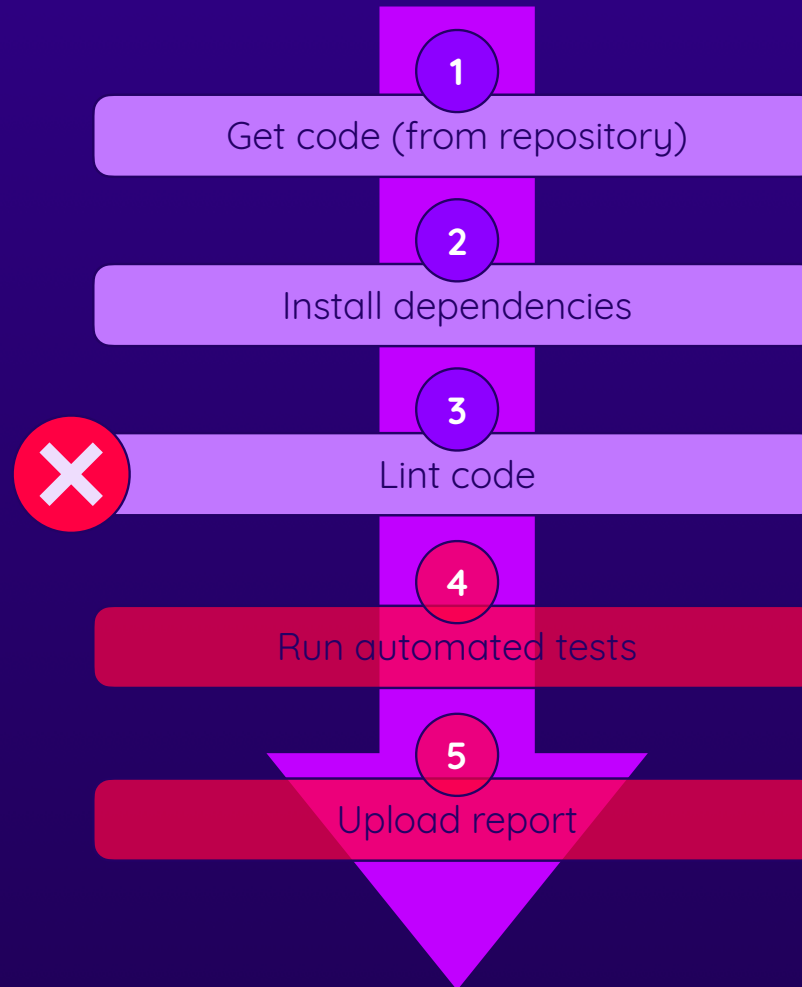 1
Get code (from repository)
2
Install dependencies
3
Lint code
4
Run automated tests
5
Upload report